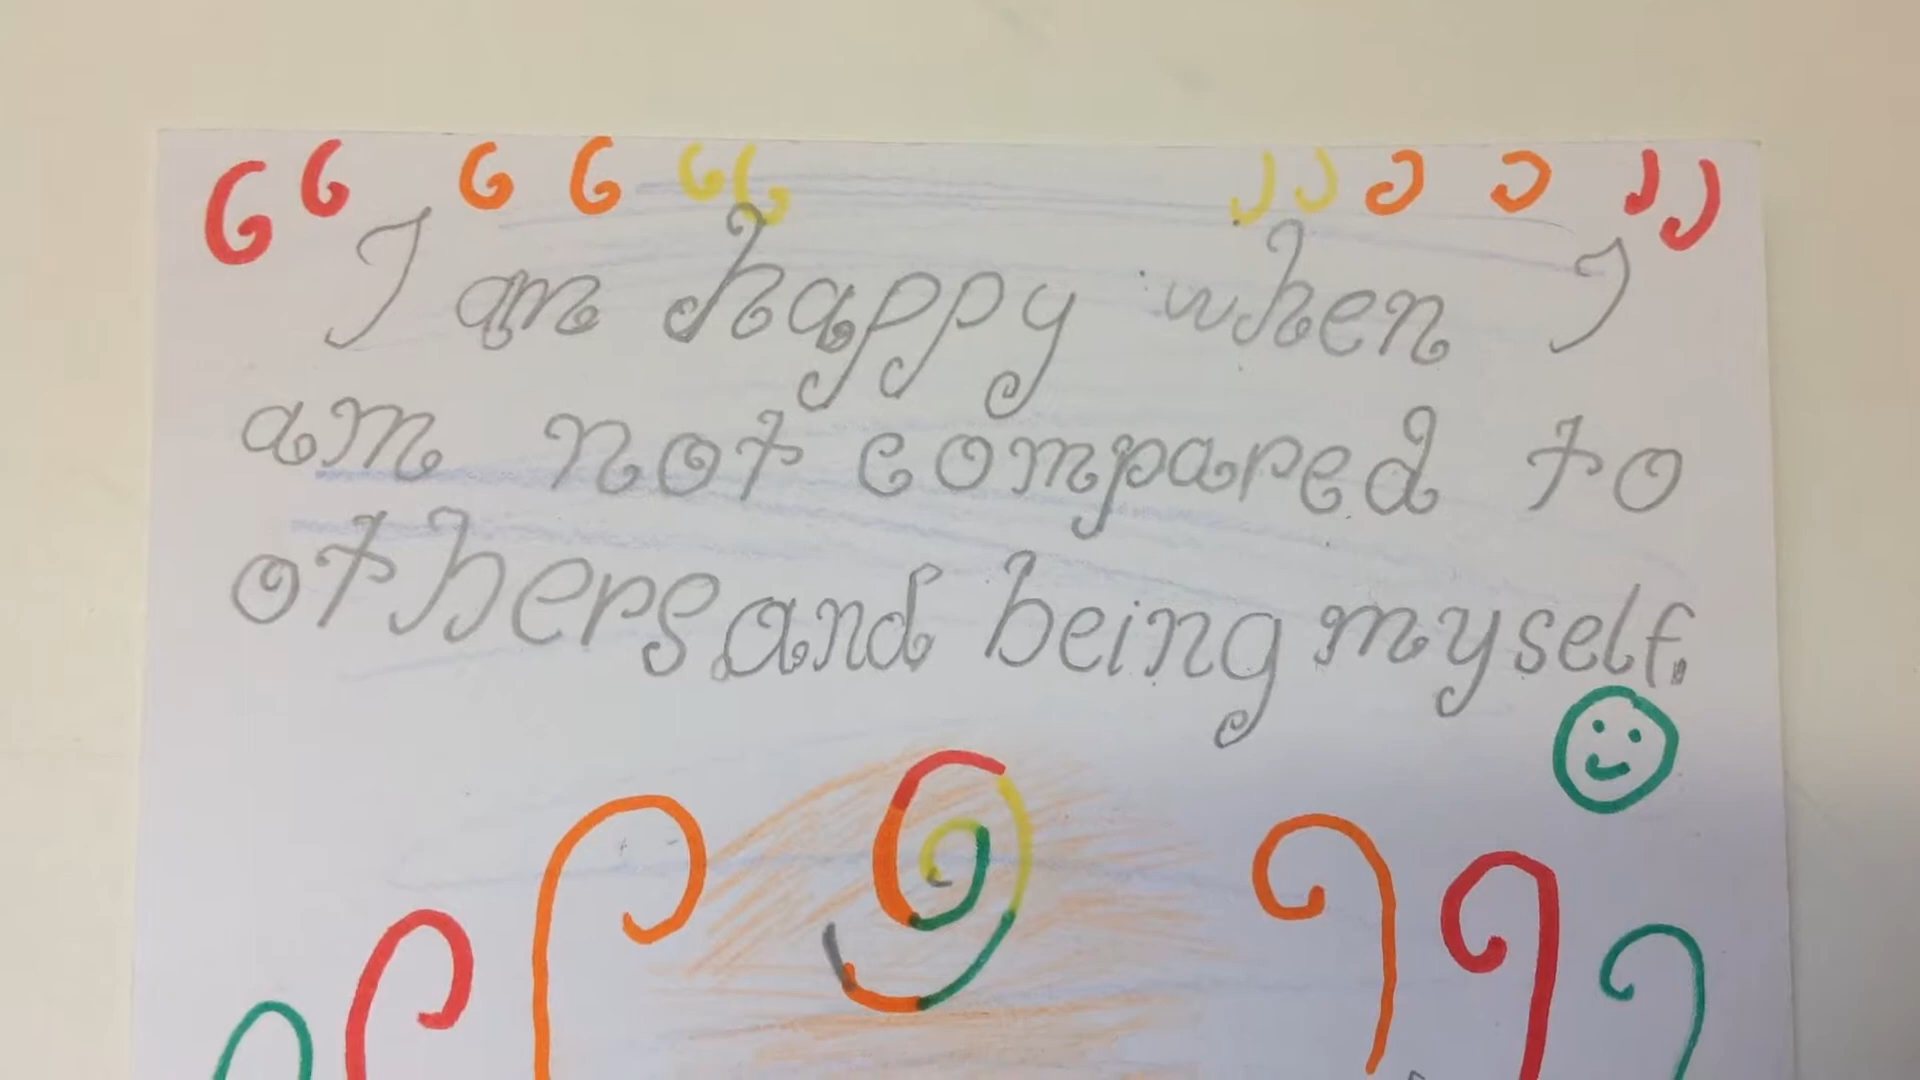 I am happy when I
am not compared to
others and being myself.